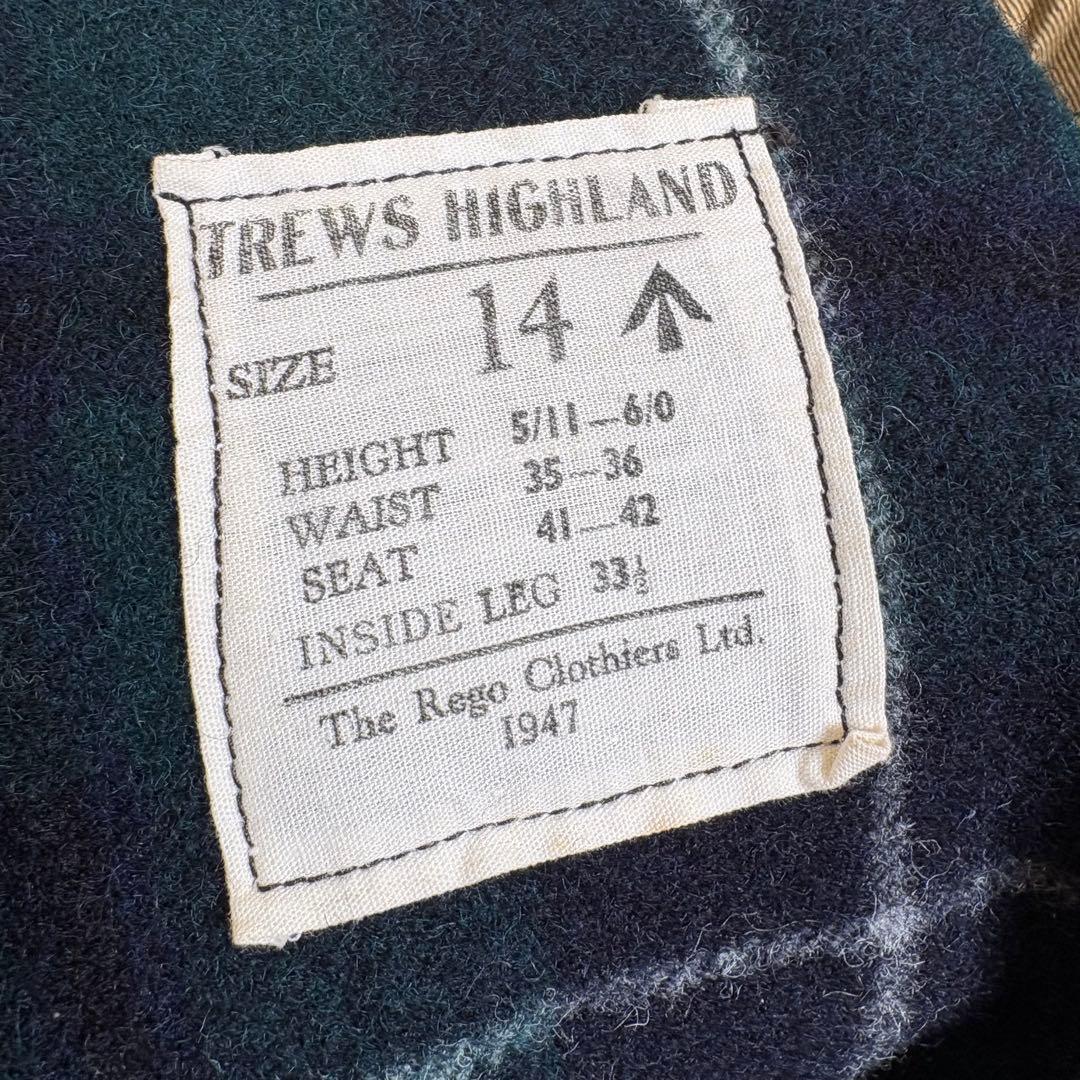 TREWS HIGHLAND
SIZE 14
HEIGHT 5/11—6/0
WAIST 35—36
SEAT 41—42
INSIDE LEG 33½
The Rego Clothiers Ltd.
1947